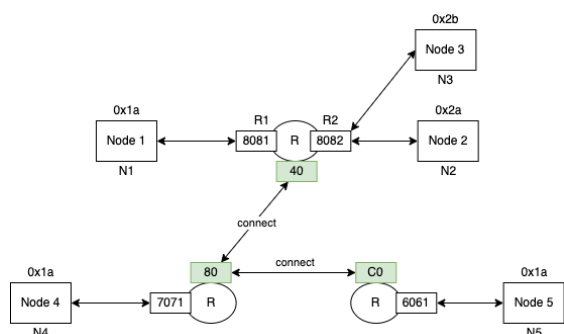 0x2b
Node 3
N3
0x1a
R1
R2
0x2a
Node 1
8081
R
8082
Node 2
N1
40
N2
connect
connect
0x1a
80
C0
0x1a
Node 4
7071
R
R
6061
Node 5
N4
N5